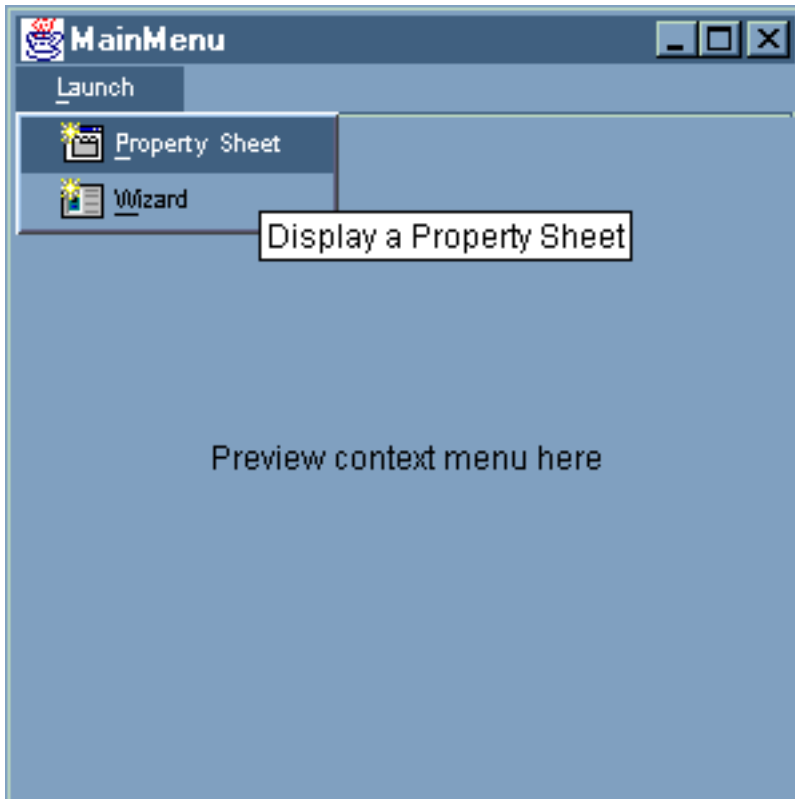 MainMenu
Launch
Property Sheet
Wizard
Display a Property Sheet
Preview context menu here